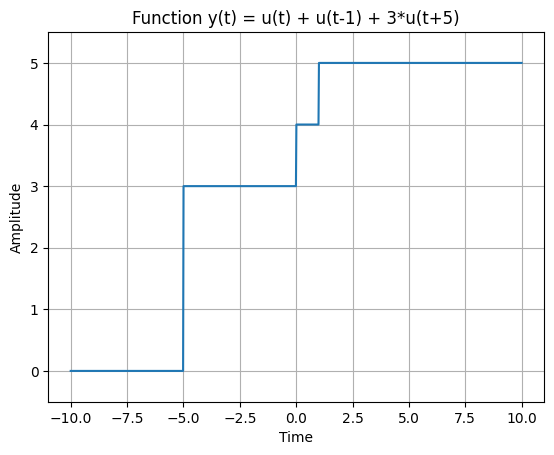 Function y(t) = u(t) + u(t-1) + 3*u(t+5)
5
4
3
2
1
0
Amplitude
−10.0 −7.5 −5.0 −2.5 0.0 2.5 5.0 7.5 10.0
Time